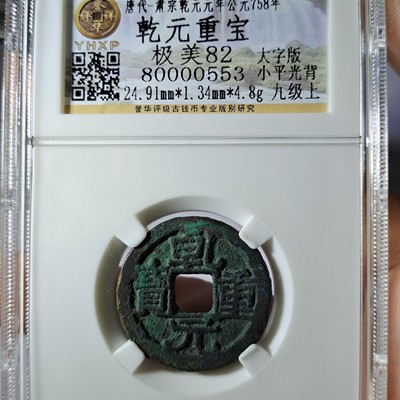 唐代-肃宗乾元元年公元758年
YHXP
乾元重宝
极美82 大字版
80000553 小平光背
24.91mm*1.34mm*4.8g 九级上
誉华评级古钱币专业版别研究
乾元重寶